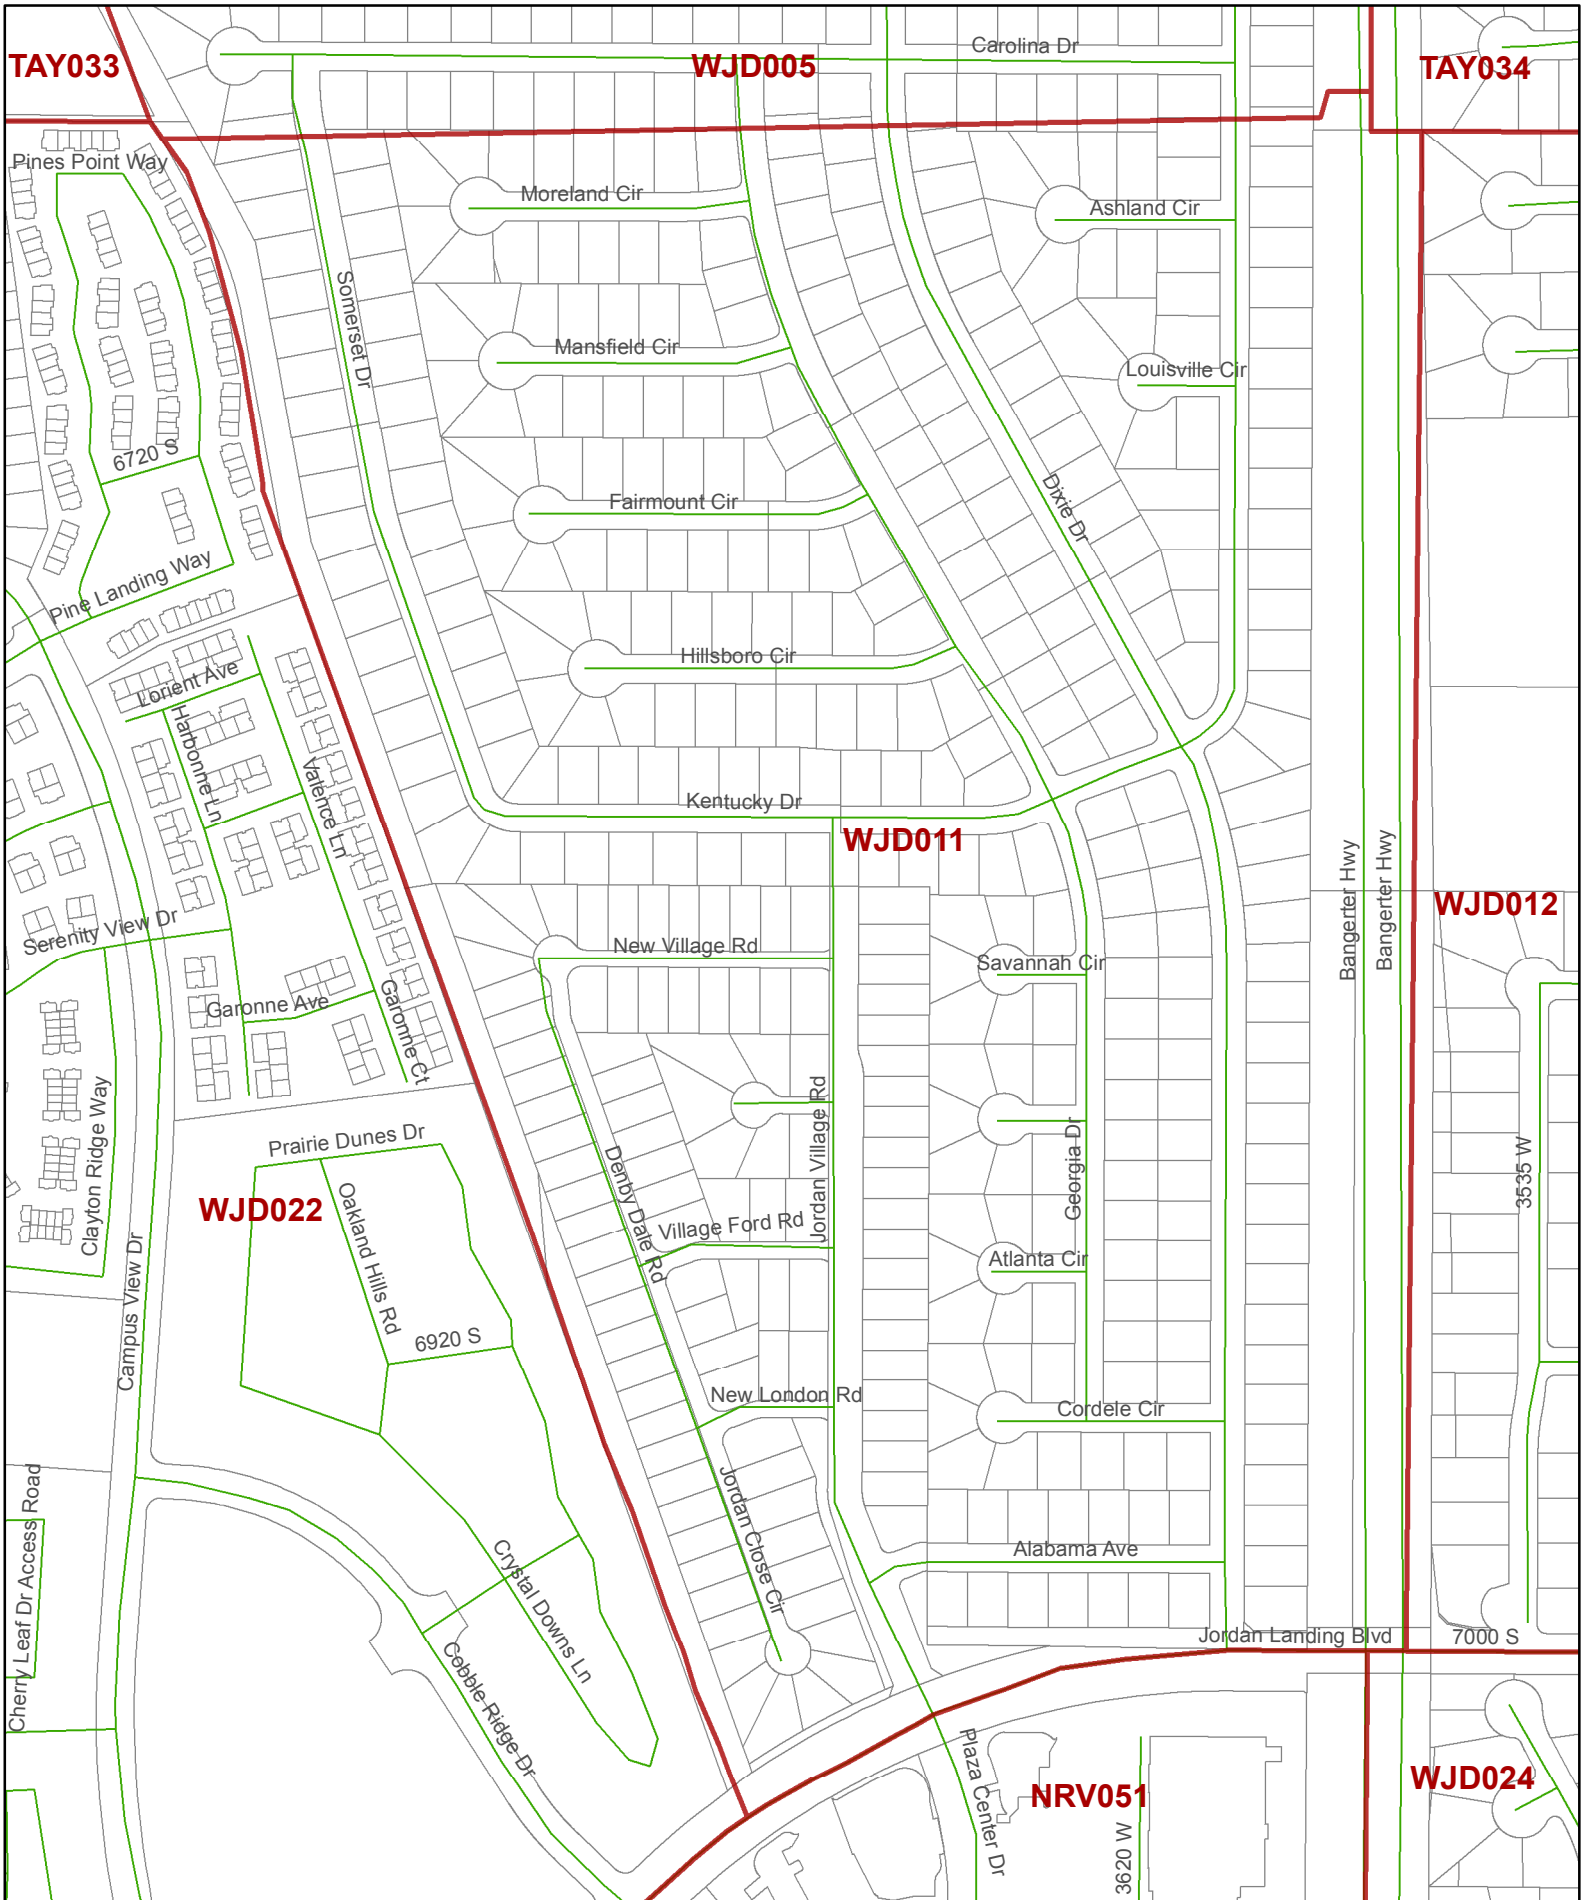 Carolina Dr
TAY033
WJD005
TAY034
Pines Point Way
Moreland Cir
Ashland Cir
Somerset Dr
Mansfield Cir
Louisville Cir
6720 S
Fairmount Cir
Dixie Dr
Pine Landing Way
Hillsboro Cir
Lorient Ave
Harbonne Ln
Valence Ln
Kentucky Dr
WJD011
Bangerter Hwy
Bangerter Hwy
WJD012
Serenity View Dr
New Village Rd
Savannah Cir
Garonne Ave
Garonne Ct
Clayton Ridge Way
Jordan Village Rd
Georgia Dr
Prairie Dunes Dr
3535 W
WJD022
Oakland Hills Rd
Denby Dale Rd
Village Ford Rd
Atlanta Cir
Campus View Dr
6920 S
New London Rd
Cordele Cir
Cherry Leaf Dr Access Road
Jordan Close Cir
Alabama Ave
Crystal Downs Ln
Jordan Landing Blvd
7000 S
Cobble Ridge Dr
Plaza Center Dr
NRV051
WJD024
3620 W